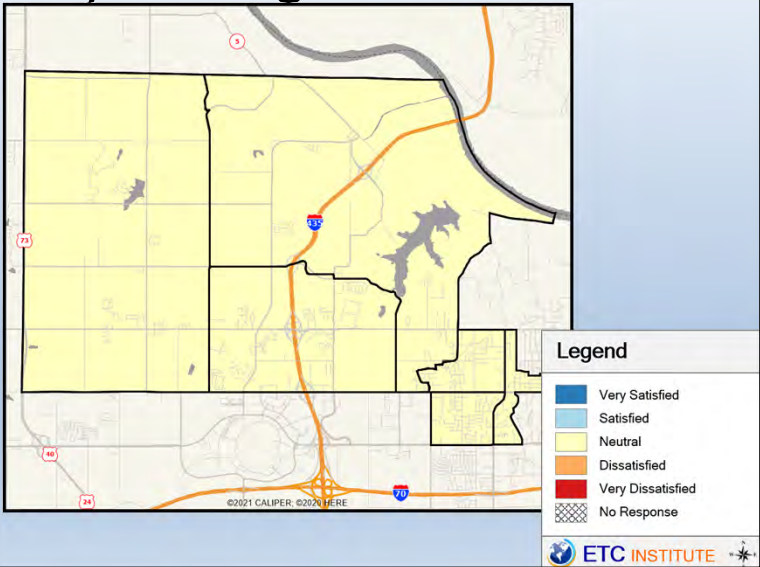 5
435
73
Legend
Very Satisfied
Satisfied
Neutral
Dissatisfied
Very Dissatisfied
No Response
40
24
70
©2021 CALIPER; ©2020 HERE
ETC INSTITUTE